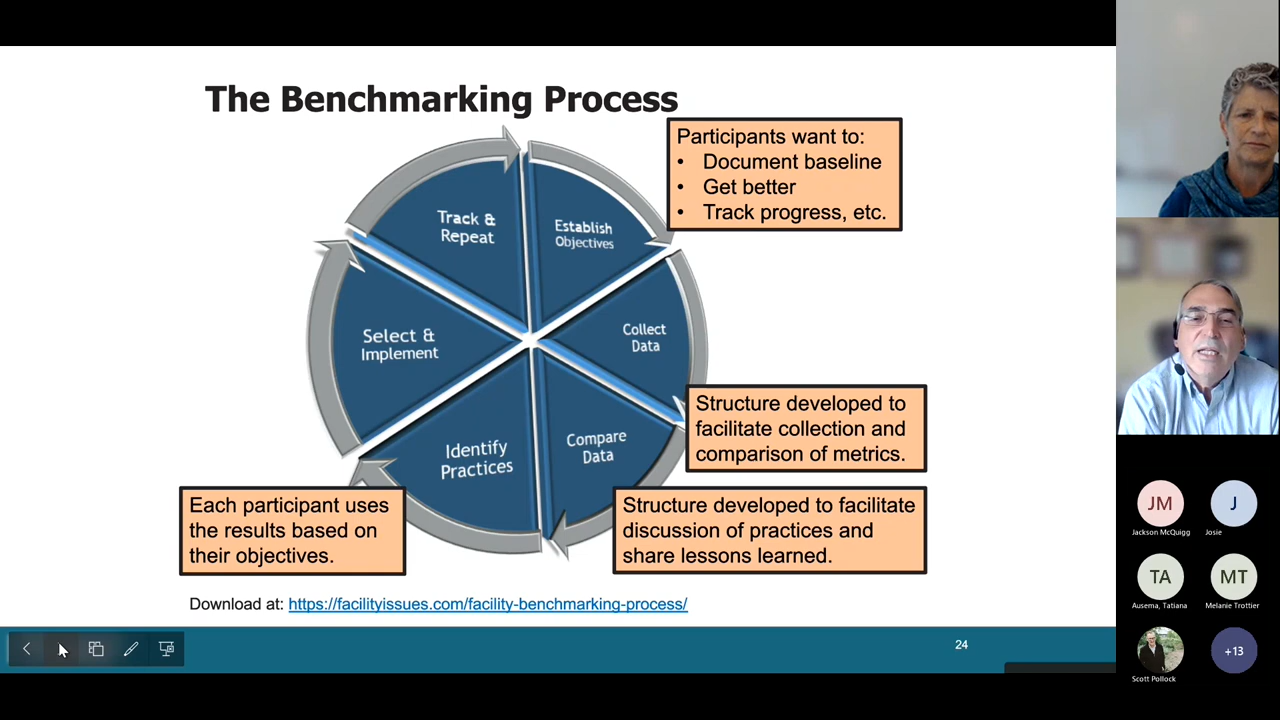 The Benchmarking Process
Participants want to:
• Document baseline
• Get better
• Track progress, etc.
Track &
Repeat
Establish
Objectives
Select &
Implement
Collect
Data
Structure developed to
facilitate collection and
comparison of metrics.
Identify
Practices
Compare
Data
Each participant uses
the results based on
their objectives.
Structure developed to facilitate
discussion of practices and
share lessons learned.
Download at: https://facilityissues.com/facility-benchmarking-process/
24
JM
Jackson McQuigg
J
Josie
TA
Ausema, Tatiana
MT
Melanie Trottier
Scott Pollock
+13